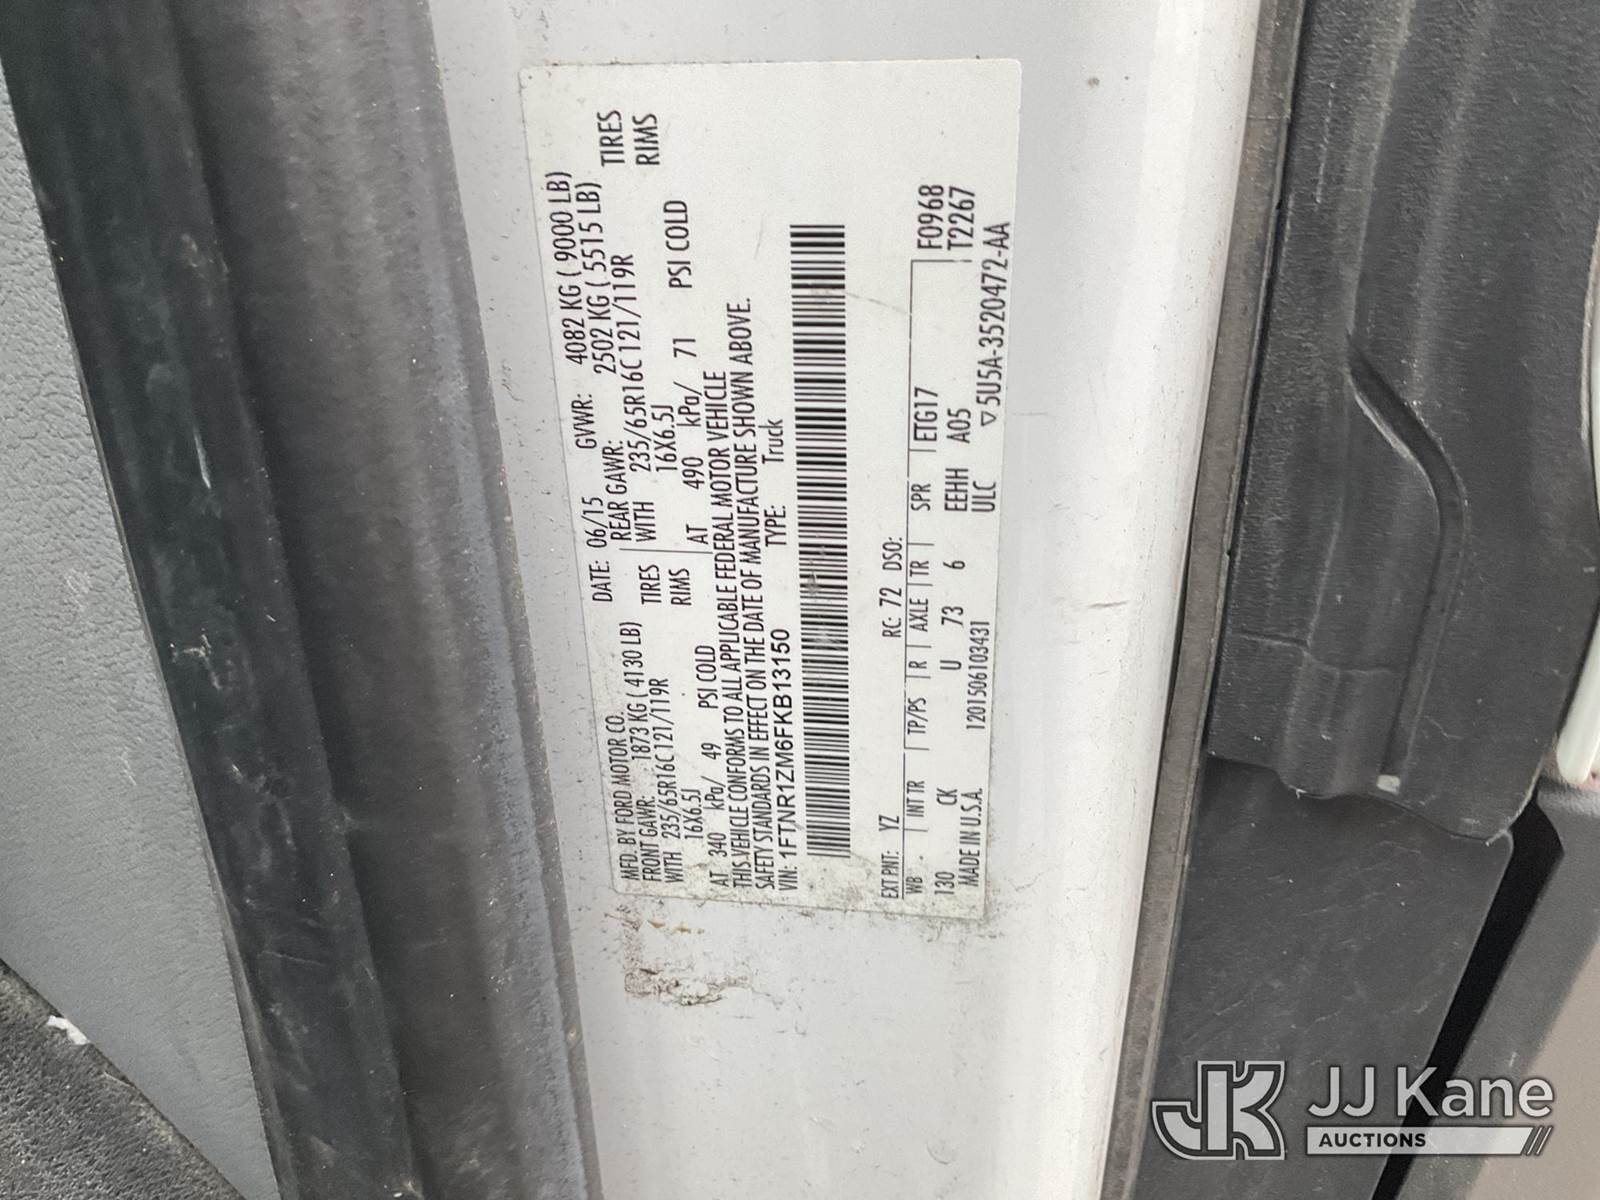 MFD. BY FORD MOTOR CO.
DATE: 06/15 GVWR: 4082 KG ( 9000 LB)
FRONT GAWR: 1873 KG ( 4130 LB) REAR GAWR: 2502 KG ( 5515 LB)
WITH 235/65R16C 121/119R TIRES WITH 235/65R16C 121/119R TIRES
16X6.5J RIMS 16X6.5J RIMS
AT 340 kPa/ 49 PSI COLD AT 490 kPa/ 71 PSI COLD
THIS VEHICLE CONFORMS TO ALL APPLICABLE FEDERAL MOTOR VEHICLE
SAFETY STANDARDS IN EFFECT ON THE DATE OF MANUFACTURE SHOWN ABOVE.
VIN: 1FTNR1ZM6FKB13150 TYPE: Truck
EXT PNT: YZ RC: 72 DSO:
WB INT TR TP/PS R AXLE TR SPR ETG17 F0968
130 CK U 73 6 EEHH A05 T2267
MADE IN U.S.A. 1201506103431 ULC ▽5U5A-3520472-AA
JK JJ Kane
AUCTIONS